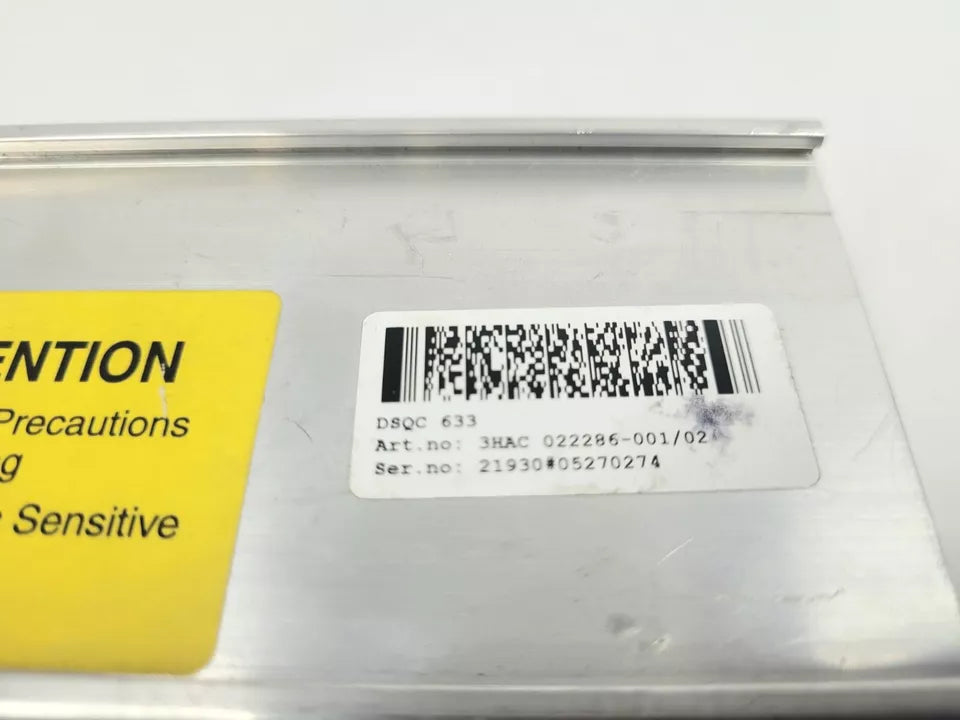 ENTION
Precautions
g
Sensitive
DSQC 633
Art.no: 3HAC 022286-001/02
Ser.no: 21930#05270274